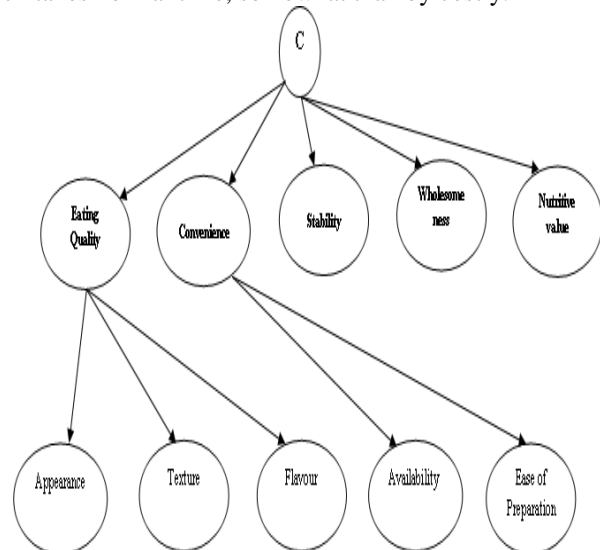 C
Eating
Quality
Convenience
Stability
Wholesome
ness
Nutritive
value
Appearance
Texture
Flavour
Availability
Ease of
Preparation